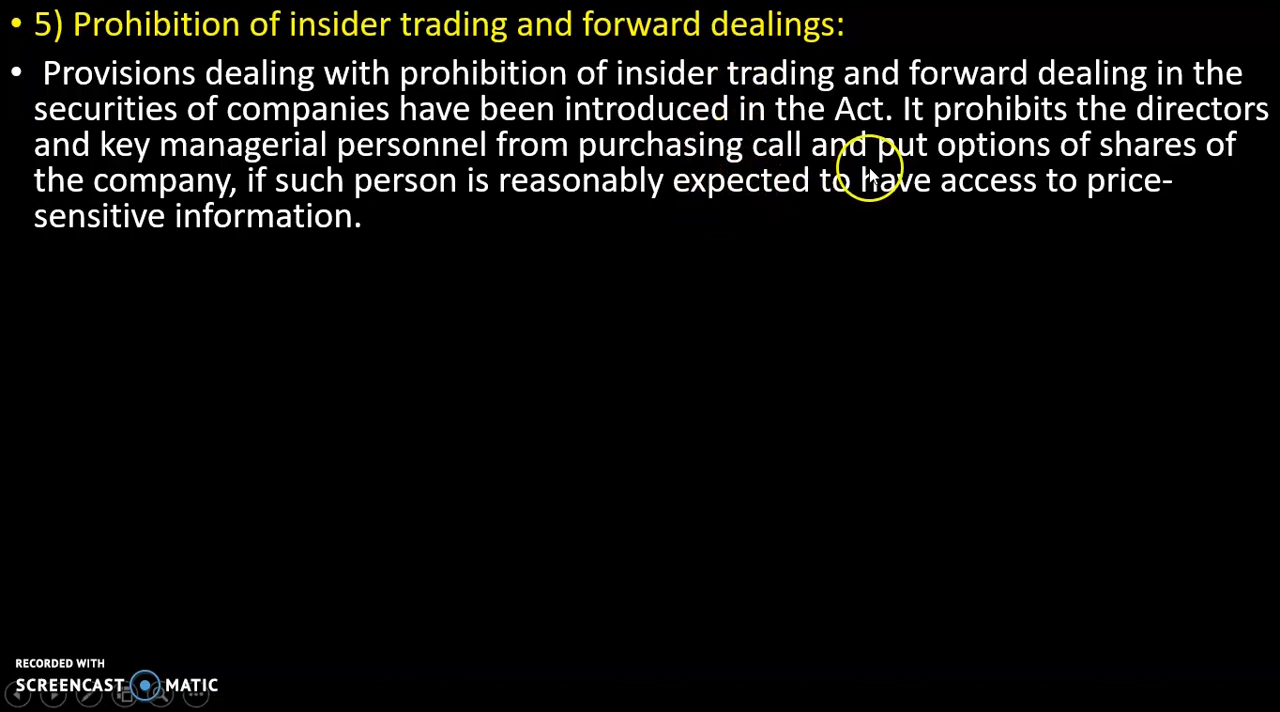 • 5) Prohibition of insider trading and forward dealings:
• Provisions dealing with prohibition of insider trading and forward dealing in the
securities of companies have been introduced in the Act. It prohibits the directors
and key managerial personnel from purchasing call and put options of shares of
the company, if such person is reasonably expected to have access to price-
sensitive information.
RECORDED WITH
SCREENCAST MATIC